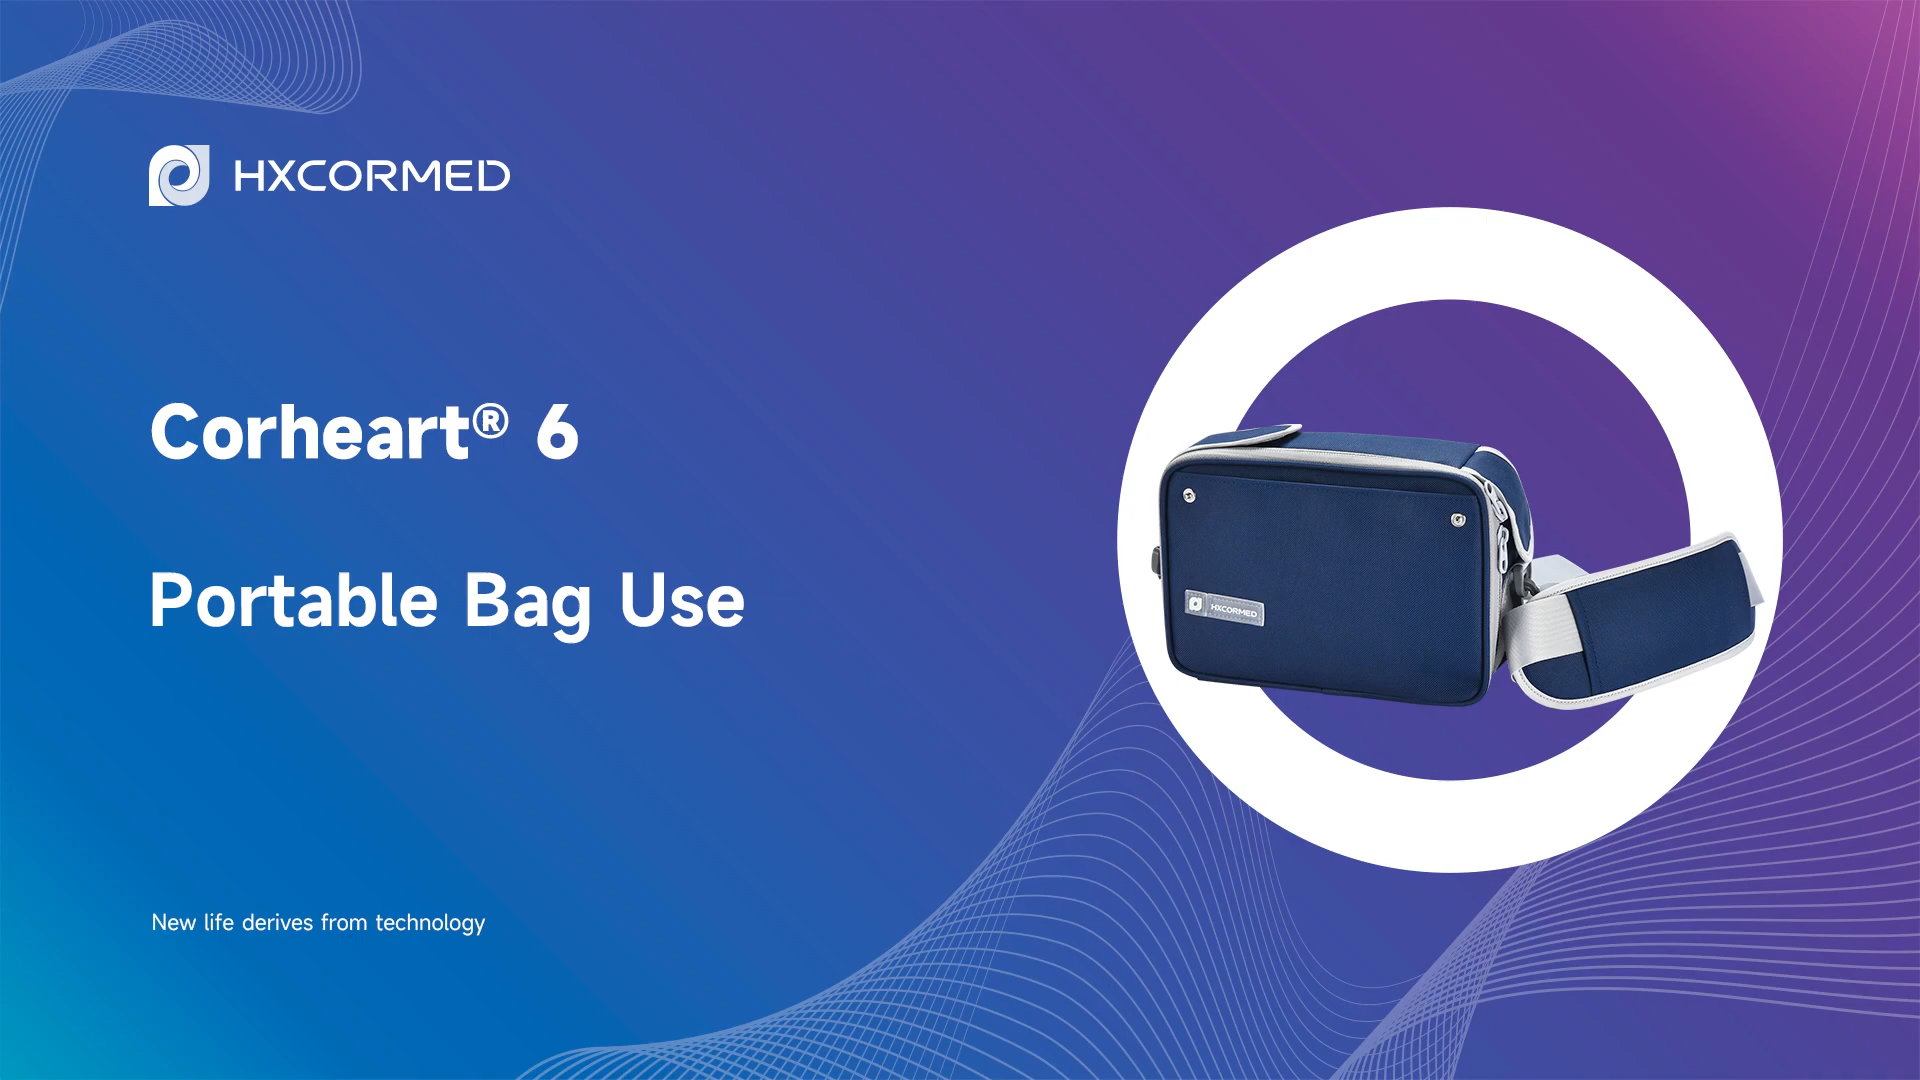 HXCORMED
Corheart® 6
Portable Bag Use
HXCORMED
New life derives from technology